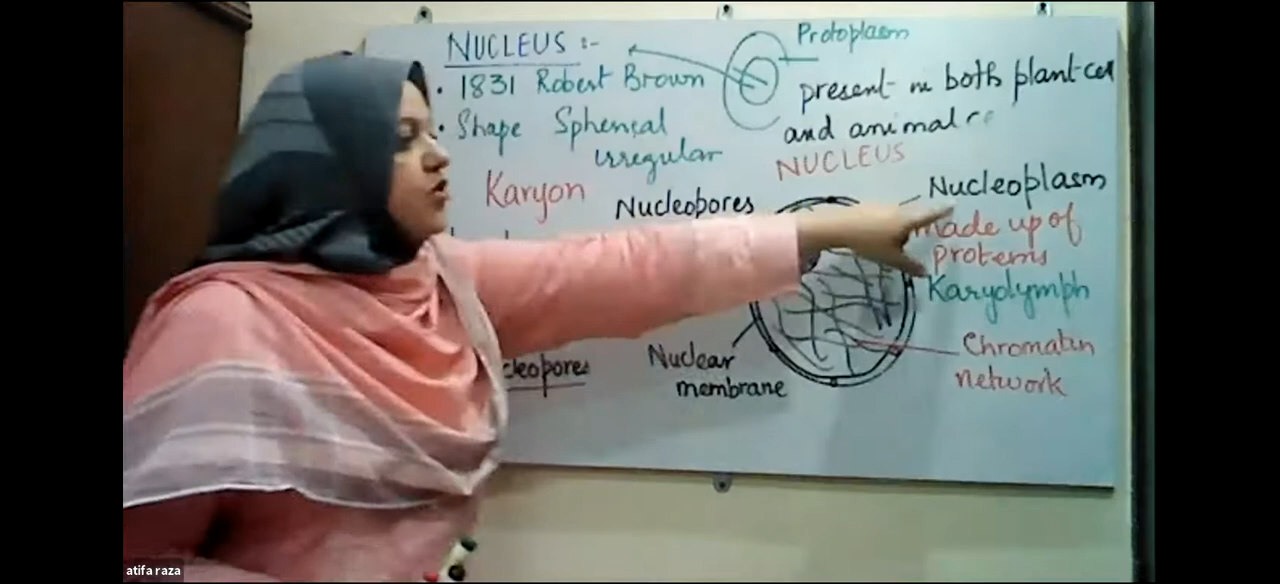 NUCLEUS :-
Protoplasm
• 1831 Robert Brown
present in both plant cell
• Shape Spherical
and animal
irregular
NUCLEUS
Karyon
Nucleopores
Nucleoplasm
made up of
proteins
Karyolymph
Nuclear
membrane
Chromatin
network
cleopores
atifa raza